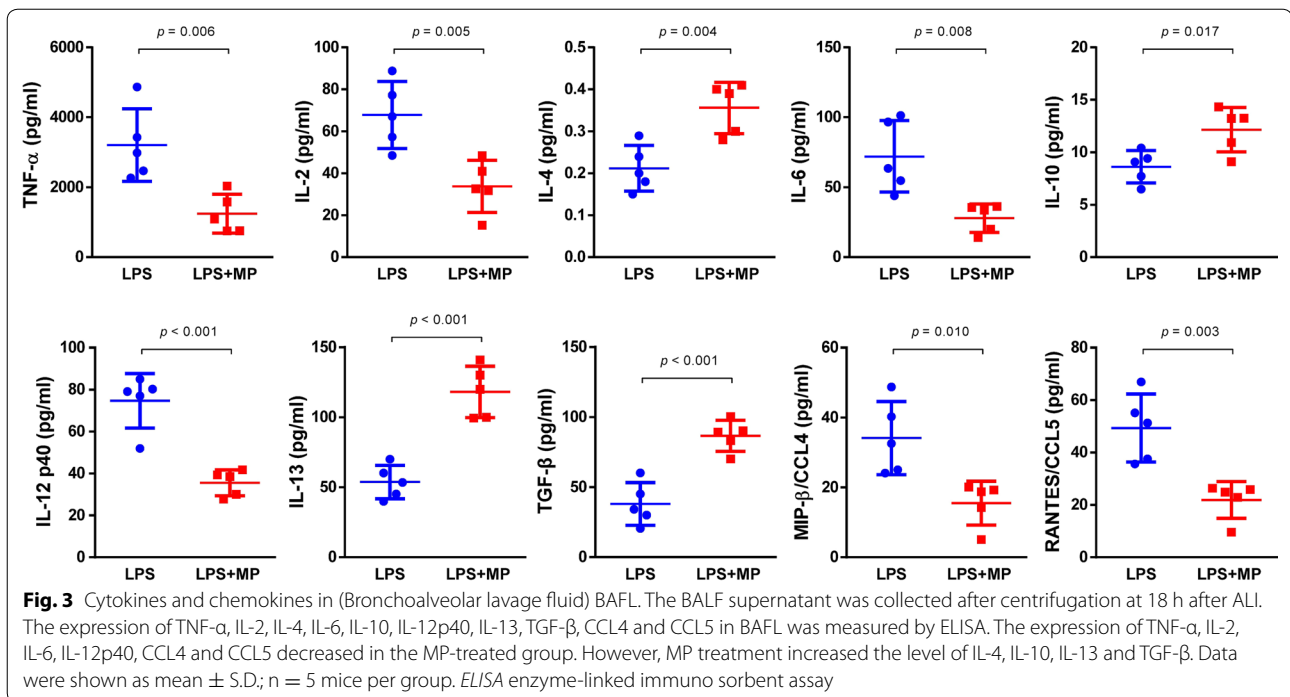 p = 0.006
TNF-α (pg/ml)
6000
4000
2000
0
LPS LPS+MP
p = 0.005
IL-2 (pg/ml)
100
80
60
40
20
0
LPS LPS+MP
p = 0.004
IL-4 (pg/ml)
0.5
0.4
0.3
0.2
0.1
0.0
LPS LPS+MP
p = 0.008
IL-6 (pg/ml)
150
100
50
0
LPS LPS+MP
p = 0.017
IL-10 (pg/ml)
20
15
10
5
0
LPS LPS+MP
p < 0.001
IL-12 p40 (pg/ml)
100
80
60
40
20
0
LPS LPS+MP
p < 0.001
IL-13 (pg/ml)
150
100
50
0
LPS LPS+MP
p < 0.001
TGF-β (pg/ml)
150
100
50
0
LPS LPS+MP
p = 0.010
MIP-β/CCL4 (pg/ml)
60
40
20
0
LPS LPS+MP
p = 0.003
RANTES/CCL5 (pg/ml)
80
60
40
20
0
LPS LPS+MP
Fig. 3 Cytokines and chemokines in (Bronchoalveolar lavage fluid) BAFL. The BALF supernatant was collected after centrifugation at 18 h after ALI.
The expression of TNF-α, IL-2, IL-4, IL-6, IL-10, IL-12p40, IL-13, TGF-β, CCL4 and CCL5 in BAFL was measured by ELISA. The expression of TNF-α, IL-2,
IL-6, IL-12p40, CCL4 and CCL5 decreased in the MP-treated group. However, MP treatment increased the level of IL-4, IL-10, IL-13 and TGF-β. Data
were shown as mean ± S.D.; n = 5 mice per group. ELISA enzyme-linked immuno sorbent assay